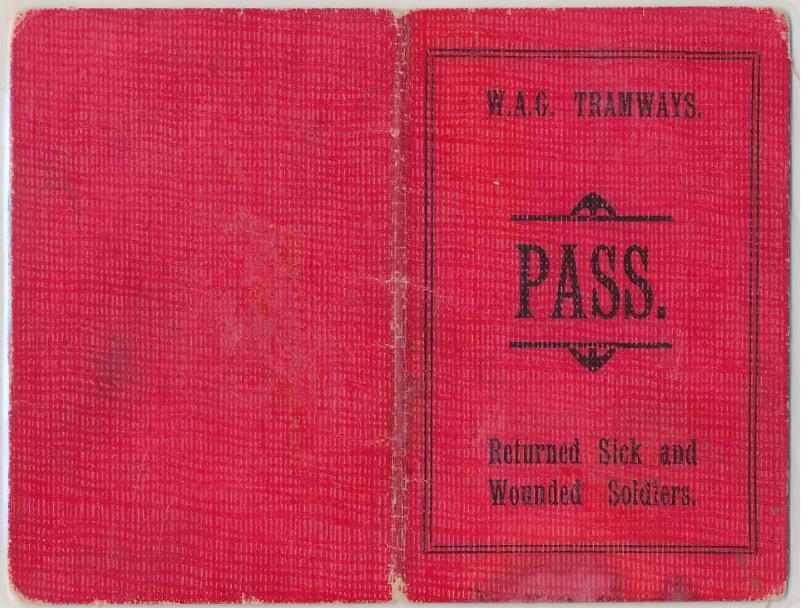 W.A.G. TRAMWAYS.
PASS.
Returned Sick and
Wounded Soldiers.